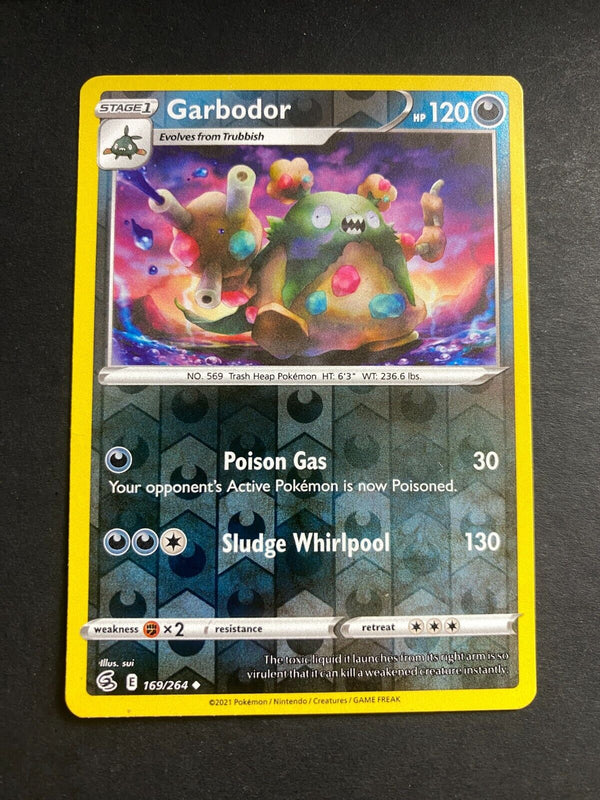 STAGE 1 Garbodor HP 120
Evolves from Trubbish
NO. 569 Trash Heap Pokémon HT: 6'3" WT: 236.6 lbs.
Poison Gas 30
Your opponent's Active Pokémon is now Poisoned.
Sludge Whirlpool 130
weakness ×2 resistance retreat
Illus. sui
The toxic liquid it launches from its right arm is so
virulent that it can kill a weakened creature instantly.
E 169/264
©2021 Pokémon / Nintendo / Creatures / GAME FREAK